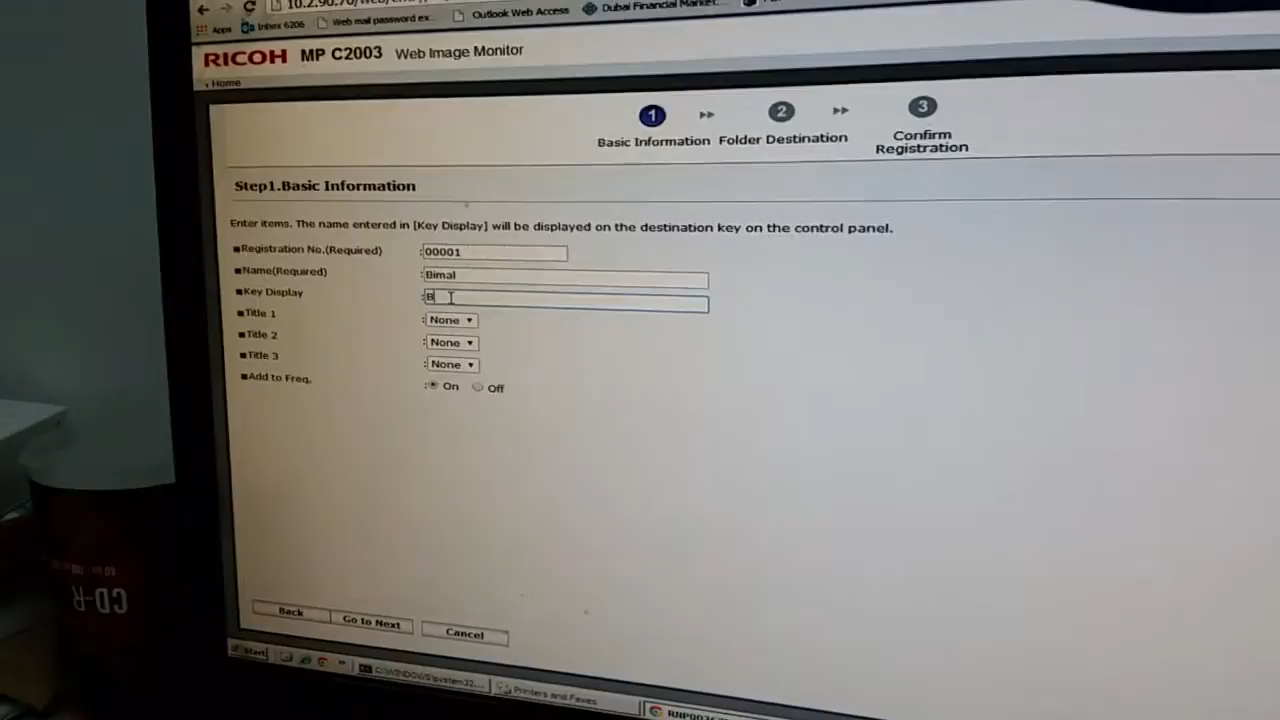 Apps Inbox 6206 Web mail password ex... Outlook Web Access Dubai Financial Market...
RICOH MP C2003 Web Image Monitor
Home
1 2 3
Basic Information Folder Destination Confirm Registration
Step1.Basic Information
Enter items. The name entered in [Key Display] will be displayed on the destination key on the control panel.
■Registration No.(Required) :00001
■Name(Required) :Bimal
■Key Display :B
■Title 1 :None
■Title 2 :None
■Title 3 :None
■Add to Freq. : On Off
Back Go to Next Cancel
Start C:\WINDOWS\system32... Printers and Faxes
CD-R